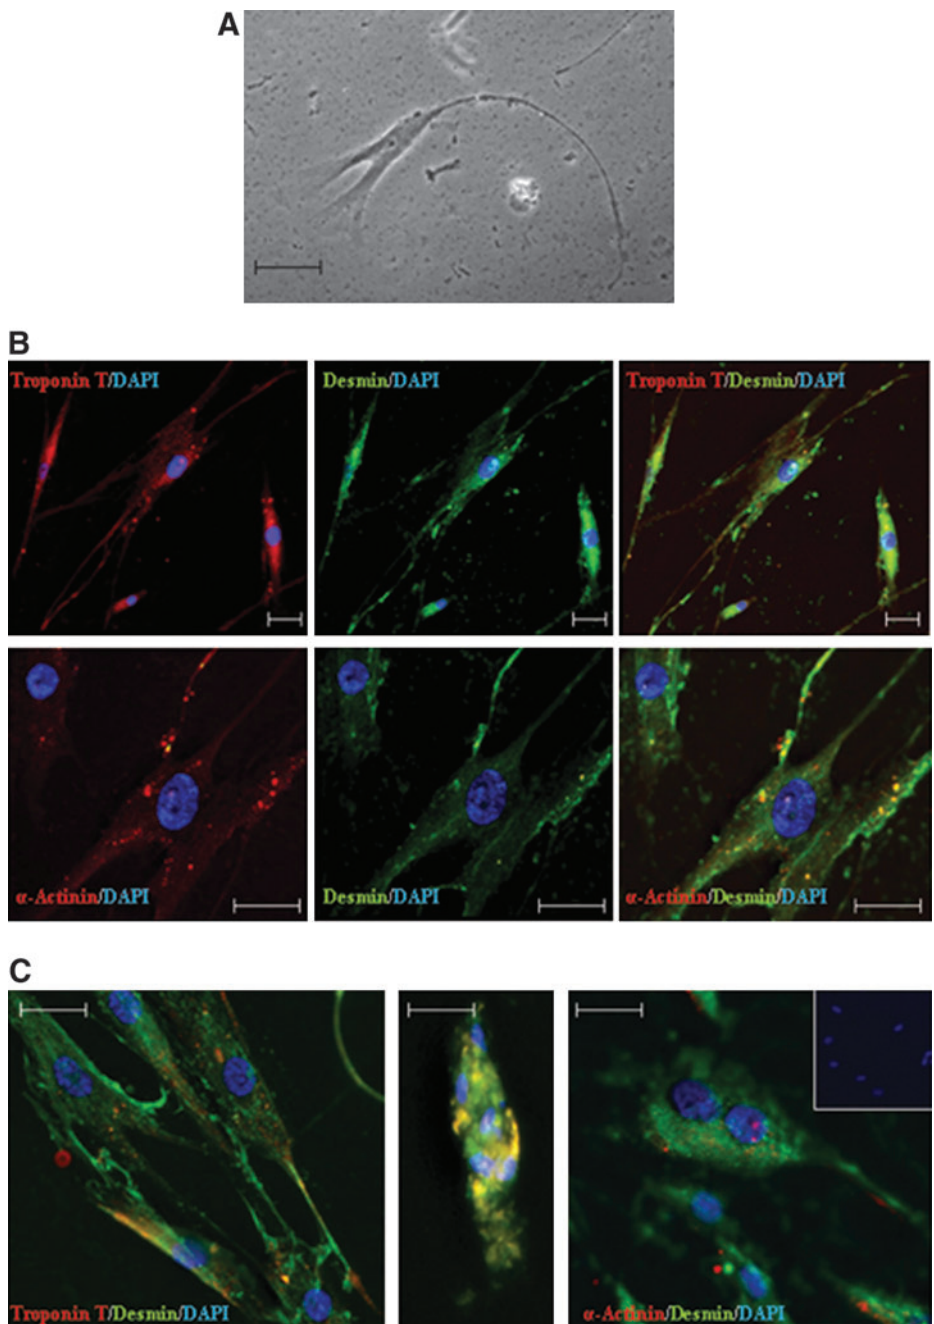 A
B
Troponin T/DAPI
Desmin/DAPI
Troponin T/Desmin/DAPI
α-Actinin/DAPI
Desmin/DAPI
α-Actinin/Desmin/DAPI
C
Troponin T/Desmin/DAPI
α-Actinin/Desmin/DAPI